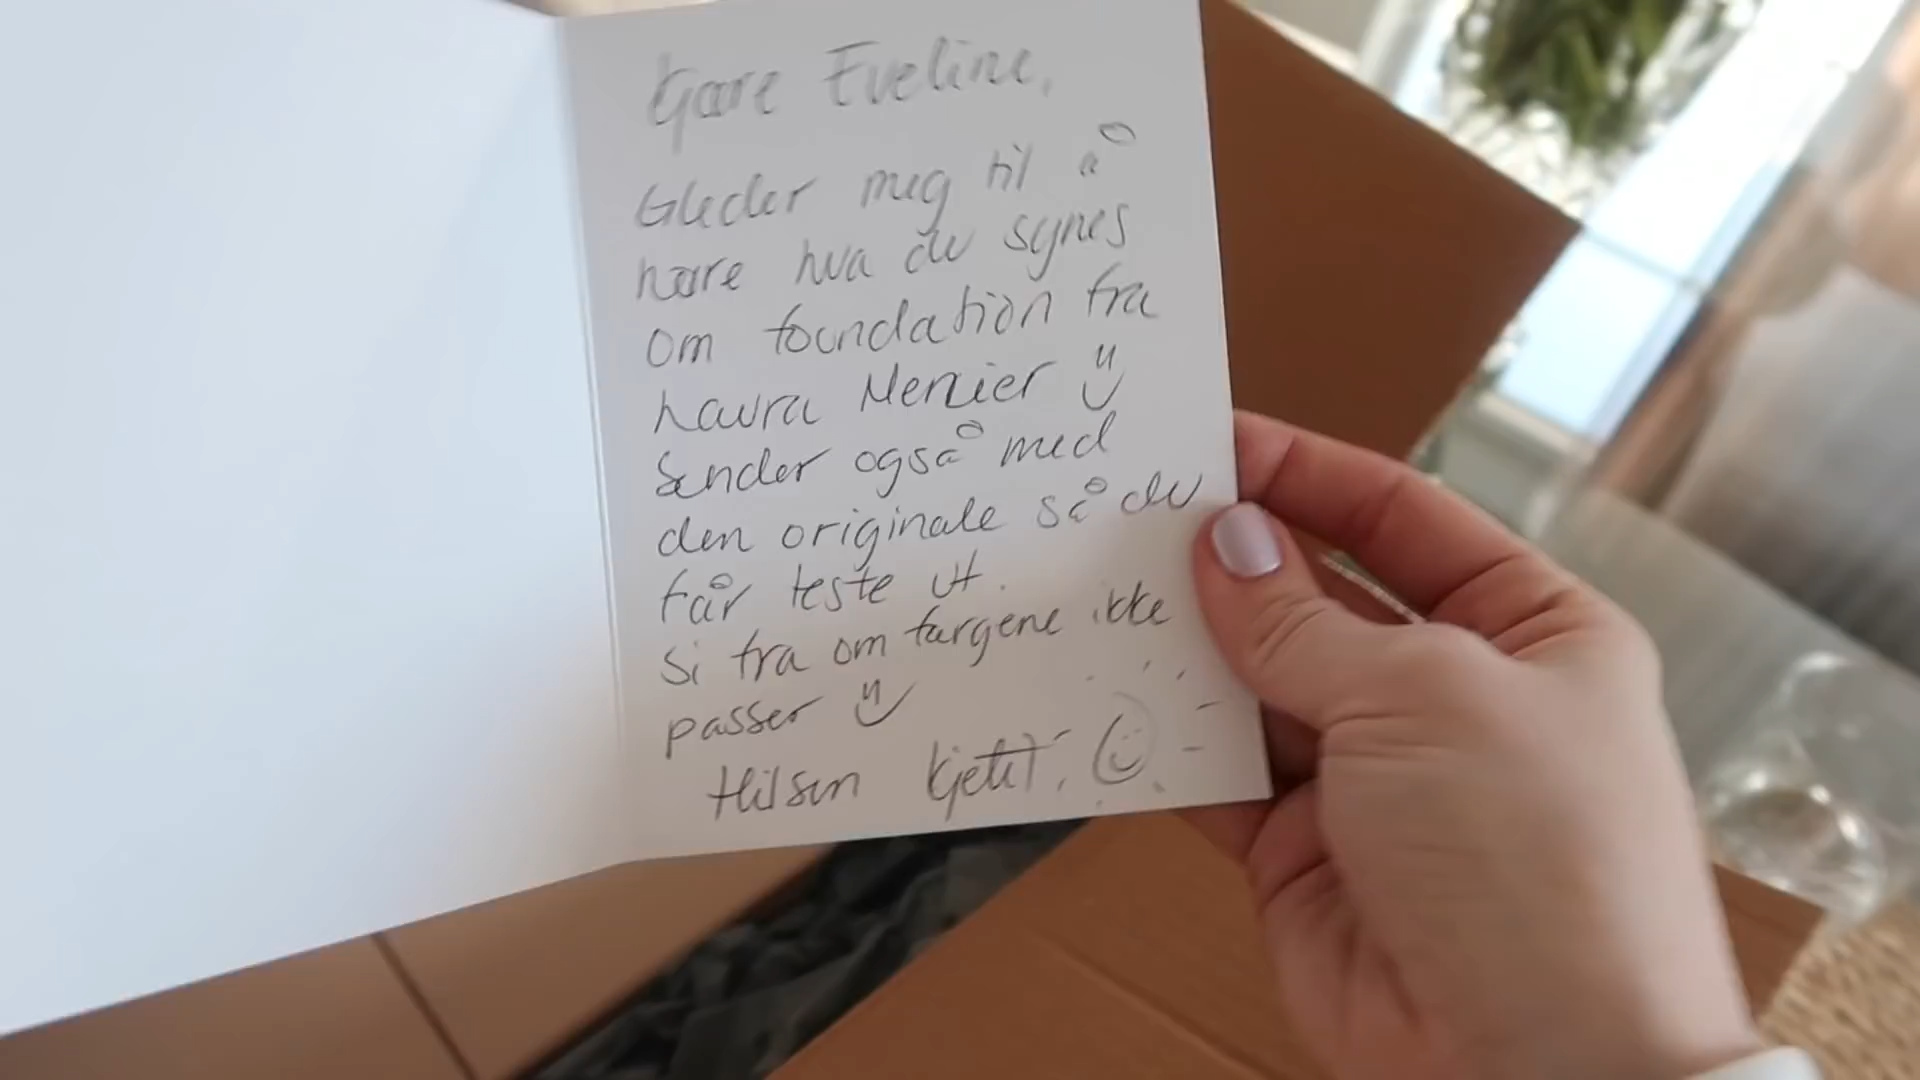 Kjære Eveline,
Gleder meg til å
høre hva du synes
om foundation fra
Laura Mercier
Sender også med
den originale så du
får teste ut.
Si fra om fargene ikke
passer
Hilsen Kjetil.